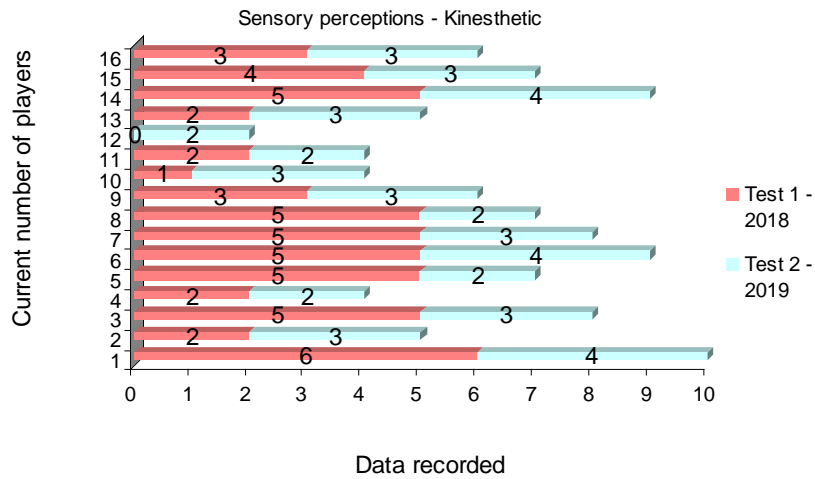 Sensory perceptions - Kinesthetic
Current number of players
16 3 3
15 4 3
14 5 4
13 2 3
12 0 2
11 2 2
10 1 3
9 3 3
8 5 2
7 5 3
6 5 4
5 5 2
4 2 2
3 5 3
2 2 3
1 6 4
0 1 2 3 4 5 6 7 8 9 10
Data recorded
Test 1 -
2018
Test 2 -
2019